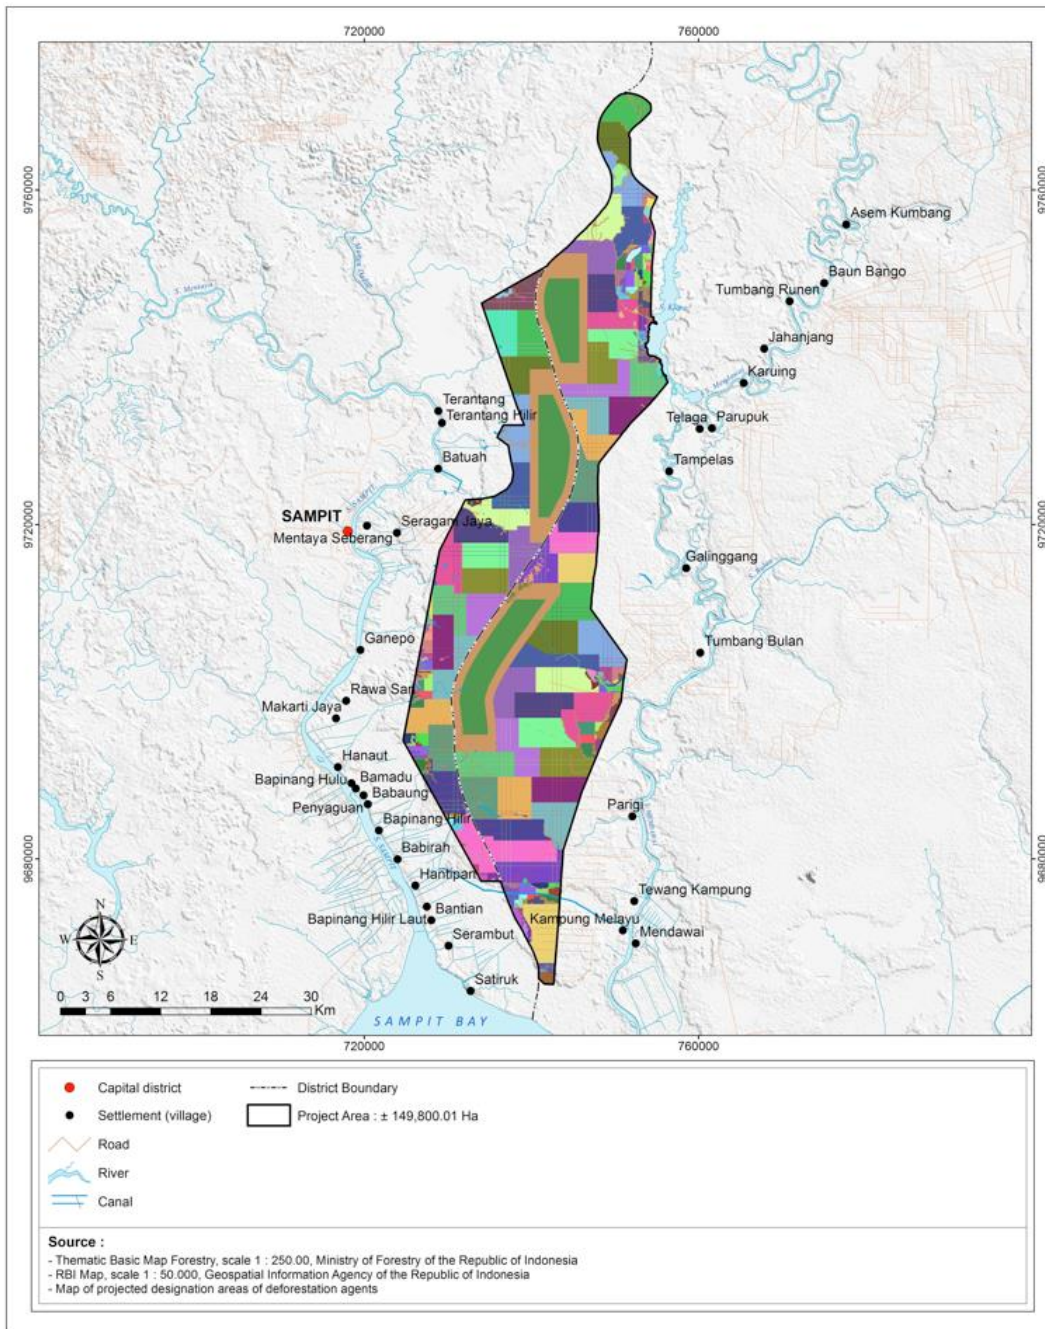 720000
760000
9760000
9760000
Asem Kumbang
S. Mentaya
Baun Bango
Tumbang Runen
Jahanjang
Karuing
Terantang
Terantang Hilir
Telaga
Parupuk
Batuah
Tampelas
SAMPIT
S. SAMPIT
Seragam Jaya
Mentaya Seberang
9720000
9720000
Galinggang
Ganepo
Tumbang Bulan
Rawa Sari
Makarti Jaya
Hanaut
Bapinang Hulu
Bamadu
Babaung
Penyaguan
Parigi
Bapinang Hilir
S. SAMPIT
Babirah
9680000
9680000
Hantipan
Tewang Kampung
Bantian
Bapinang Hilir Laut
Kampung Melayu
Mendawai
Serambut
N
W
E
S
Satiruk
0 3 6 12 18 24 30
Km
SAMPIT BAY
720000
760000
Capital district
District Boundary
Settlement (village)
Project Area : ± 149,800.01 Ha
Road
River
Canal
Source :
- Thematic Basic Map Forestry, scale 1 : 250.00, Ministry of Forestry of the Republic of Indonesia
- RBI Map, scale 1 : 50.000, Geospatial Information Agency of the Republic of Indonesia
- Map of projected designation areas of deforestation agents